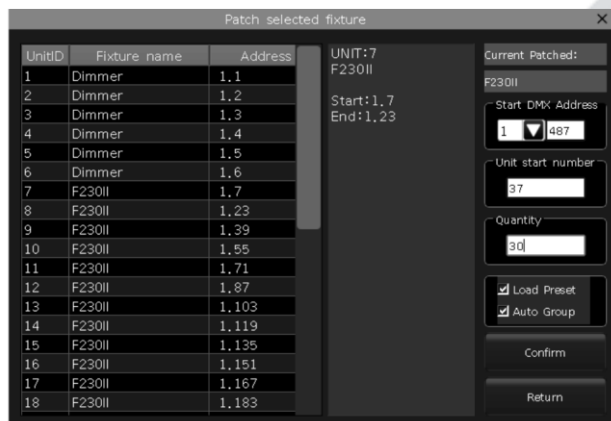 Patch selected fixture
UnitID Fixture name Address
1 Dimmer 1.1
2 Dimmer 1.2
3 Dimmer 1.3
4 Dimmer 1.4
5 Dimmer 1.5
6 Dimmer 1.6
7 F230II 1.7
8 F230II 1.23
9 F230II 1.39
10 F230II 1.55
11 F230II 1.71
12 F230II 1.87
13 F230II 1.103
14 F230II 1.119
15 F230II 1.135
16 F230II 1.151
17 F230II 1.167
18 F230II 1.183
UNIT:7
F230II
Start:1.7
End:1.23
Current Patched:
F230II
Start DMX Address
1 487
Unit start number
37
Quantity
30
Load Preset
Auto Group
Confirm
Return